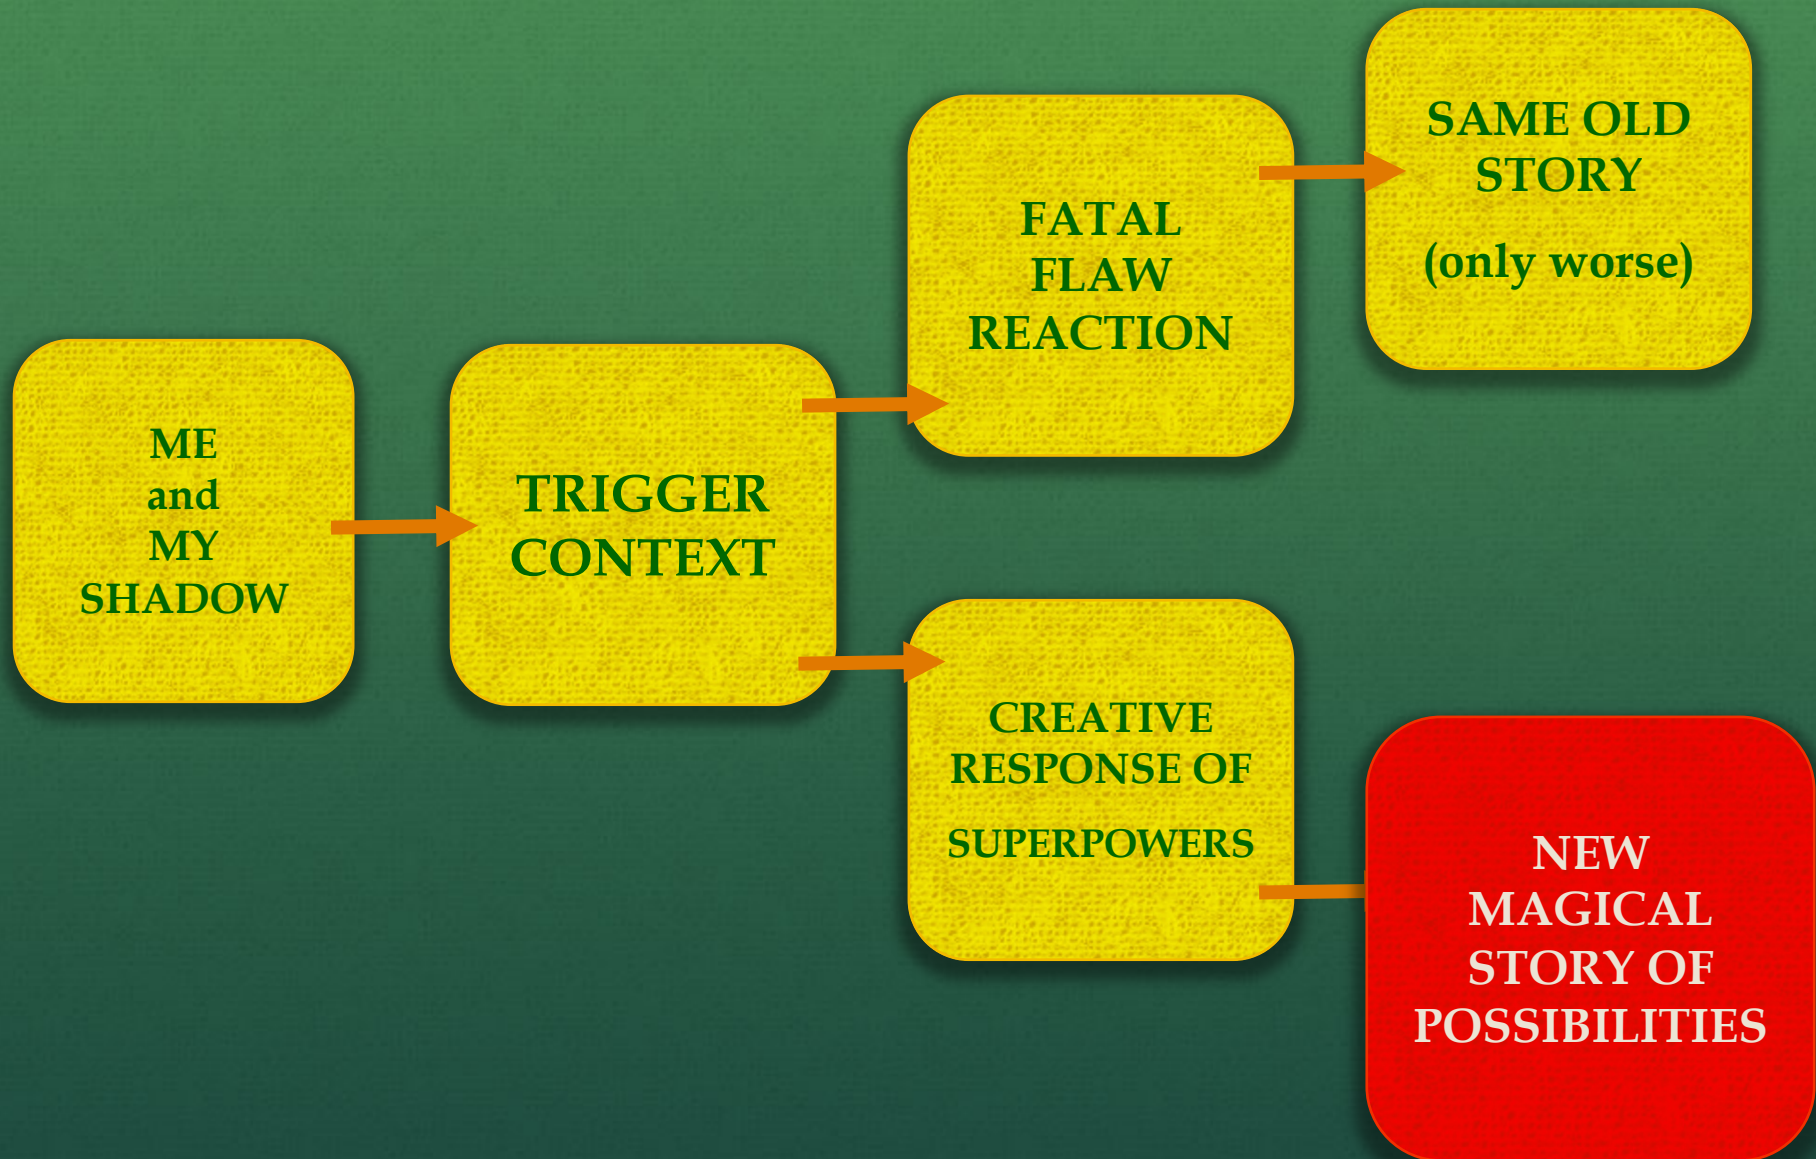 ME
and
MY
SHADOW
TRIGGER
CONTEXT
FATAL
FLAW
REACTION
SAME OLD
STORY
(only worse)
CREATIVE
RESPONSE OF
SUPERPOWERS
NEW
MAGICAL
STORY OF
POSSIBILITIES